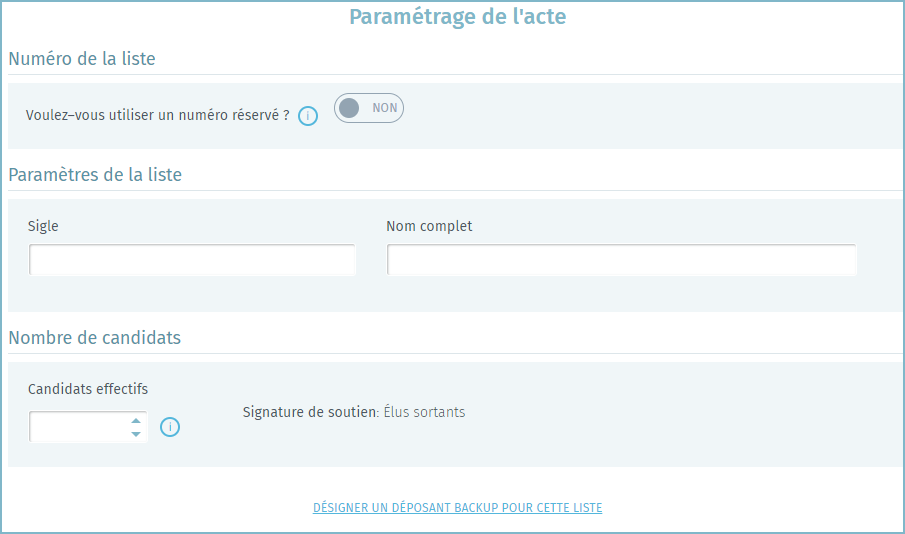 Paramétrage de l'acte
Numéro de la liste
Voulez-vous utiliser un numéro réservé ? i NON
Paramètres de la liste
Sigle Nom complet
Nombre de candidats
Candidats effectifs
Signature de soutien: Élus sortants
i
DÉSIGNER UN DÉPOSANT BACKUP POUR CETTE LISTE